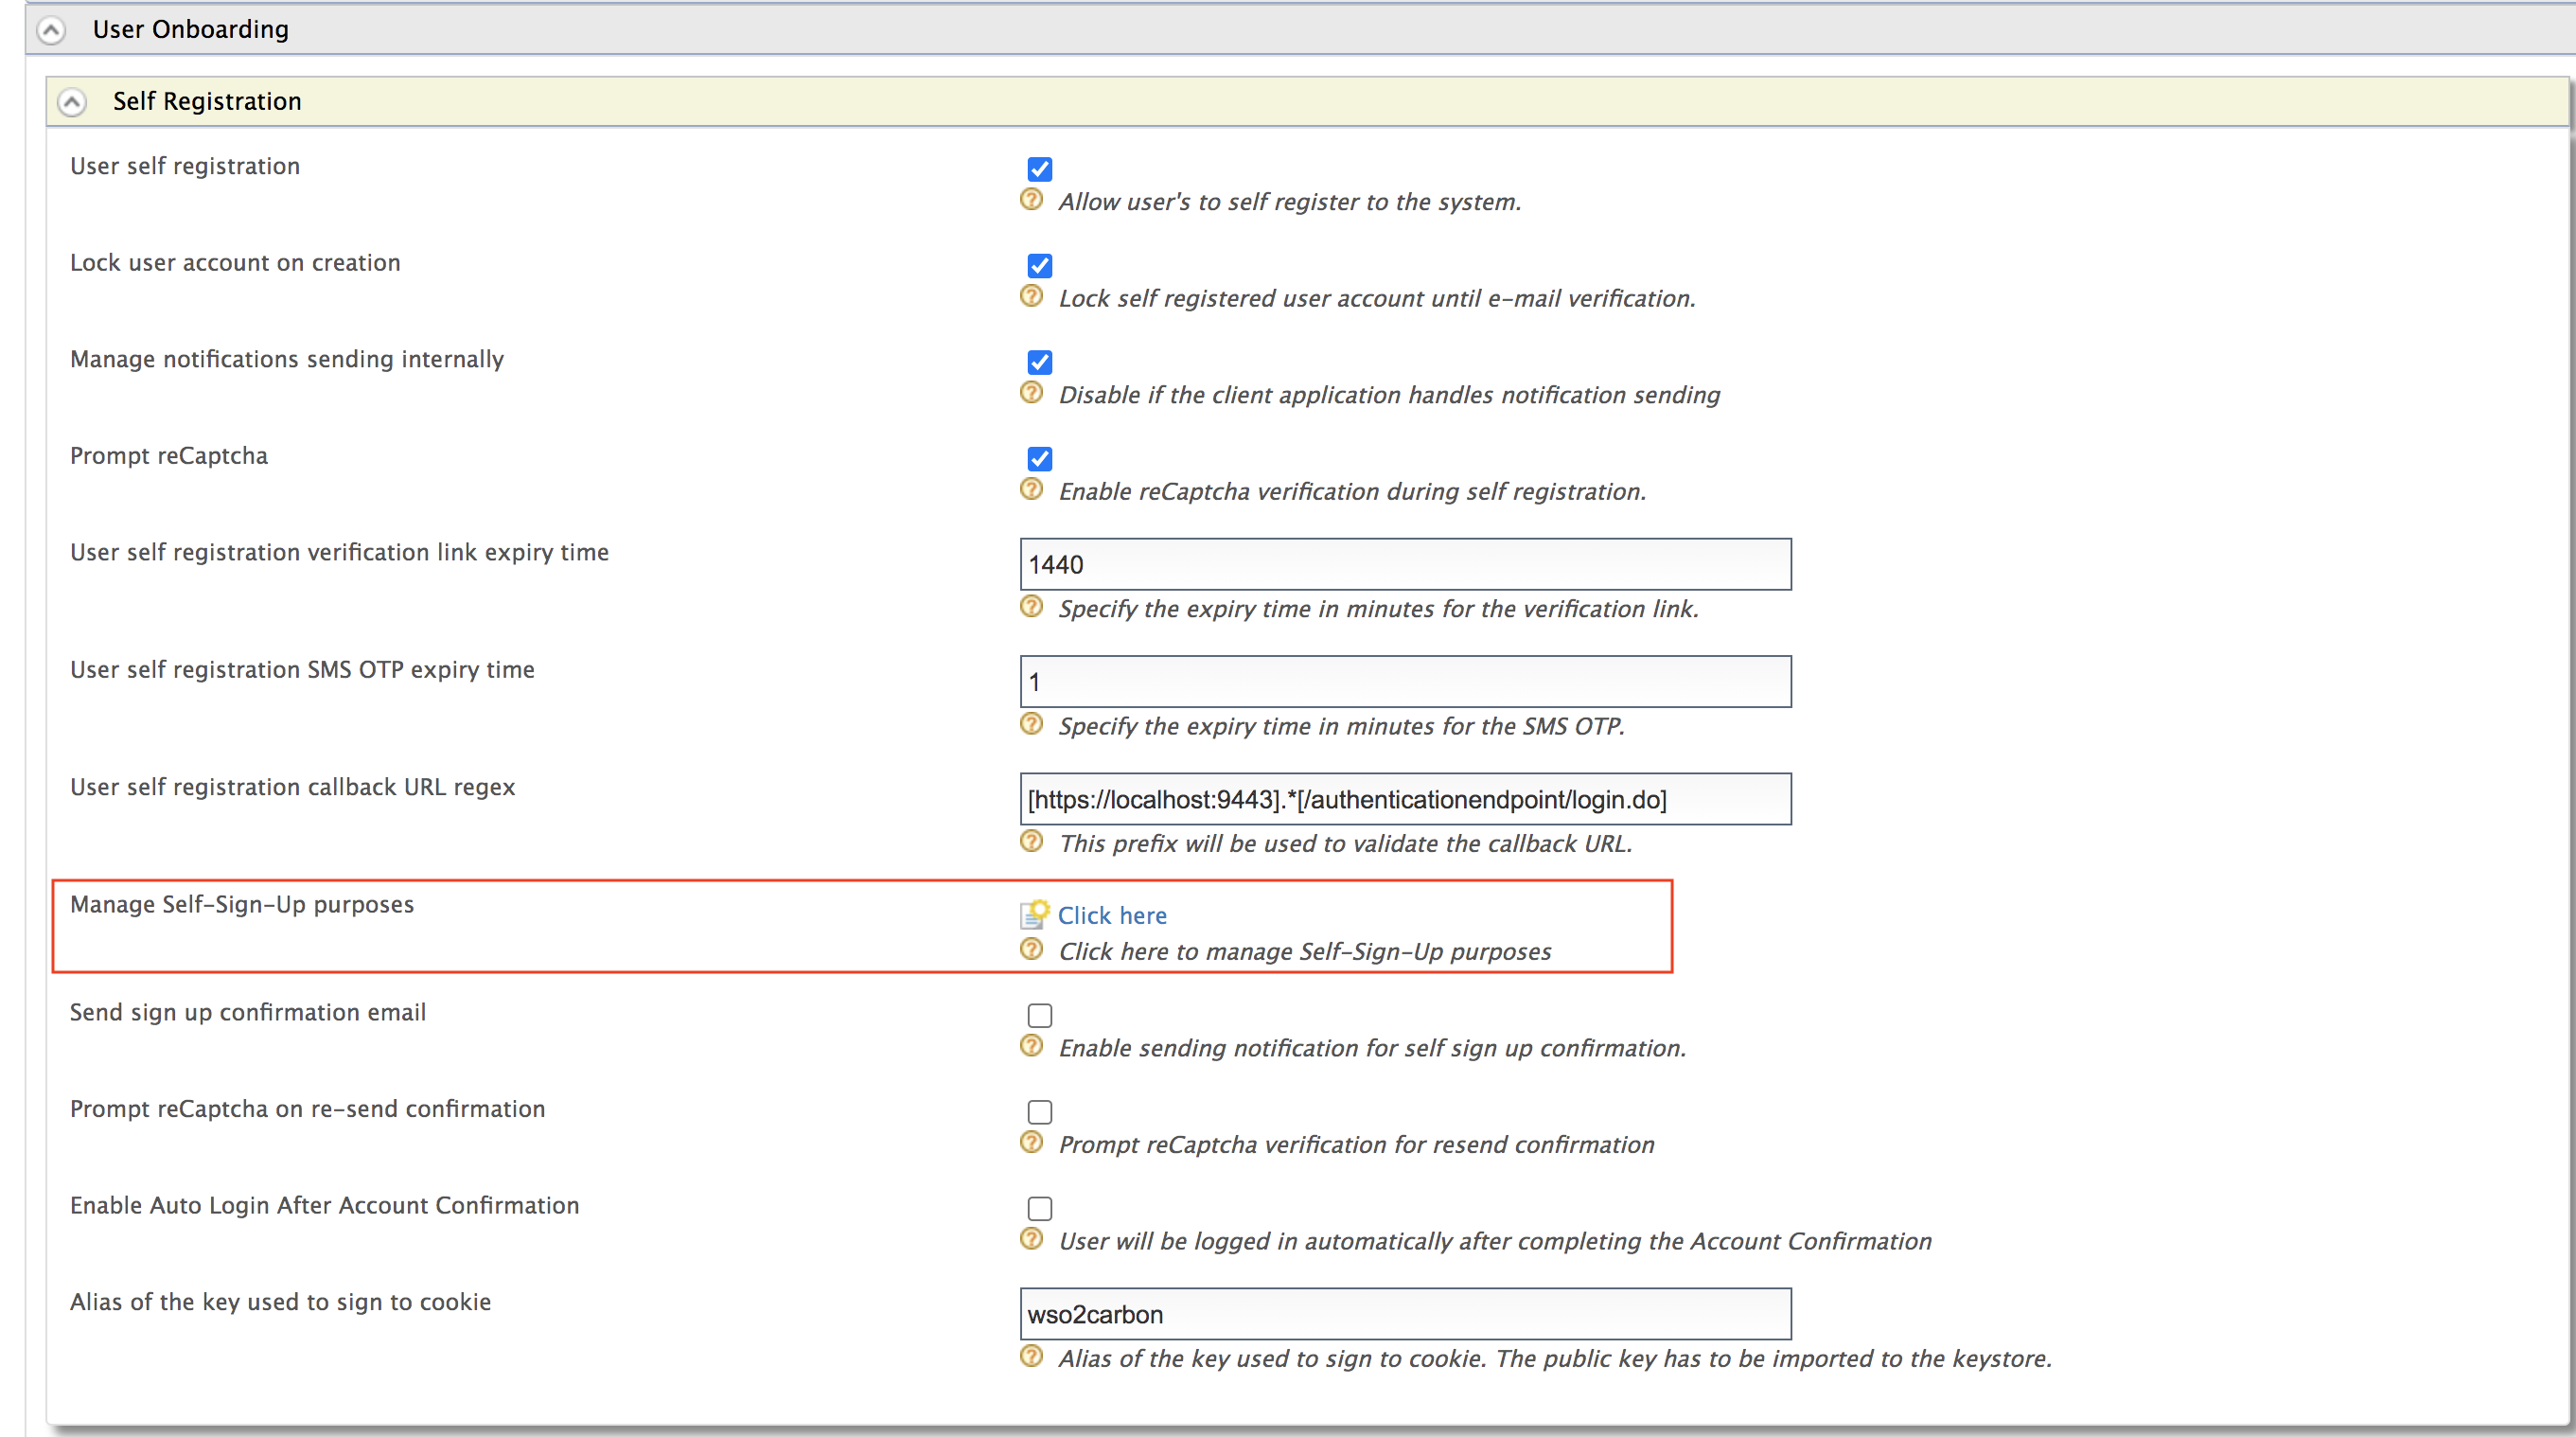 User Onboarding
Self Registration
User self registration
Allow user's to self register to the system.
Lock user account on creation
Lock self registered user account until e-mail verification.
Manage notifications sending internally
Disable if the client application handles notification sending
Prompt reCaptcha
Enable reCaptcha verification during self registration.
User self registration verification link expiry time
1440
Specify the expiry time in minutes for the verification link.
User self registration SMS OTP expiry time
1
Specify the expiry time in minutes for the SMS OTP.
User self registration callback URL regex
[https://localhost:9443].*[/authenticationendpoint/login.do]
This prefix will be used to validate the callback URL.
Manage Self-Sign-Up purposes
Click here
Click here to manage Self-Sign-Up purposes
Send sign up confirmation email
Enable sending notification for self sign up confirmation.
Prompt reCaptcha on re-send confirmation
Prompt reCaptcha verification for resend confirmation
Enable Auto Login After Account Confirmation
User will be logged in automatically after completing the Account Confirmation
Alias of the key used to sign to cookie
wso2carbon
Alias of the key used to sign to cookie. The public key has to be imported to the keystore.